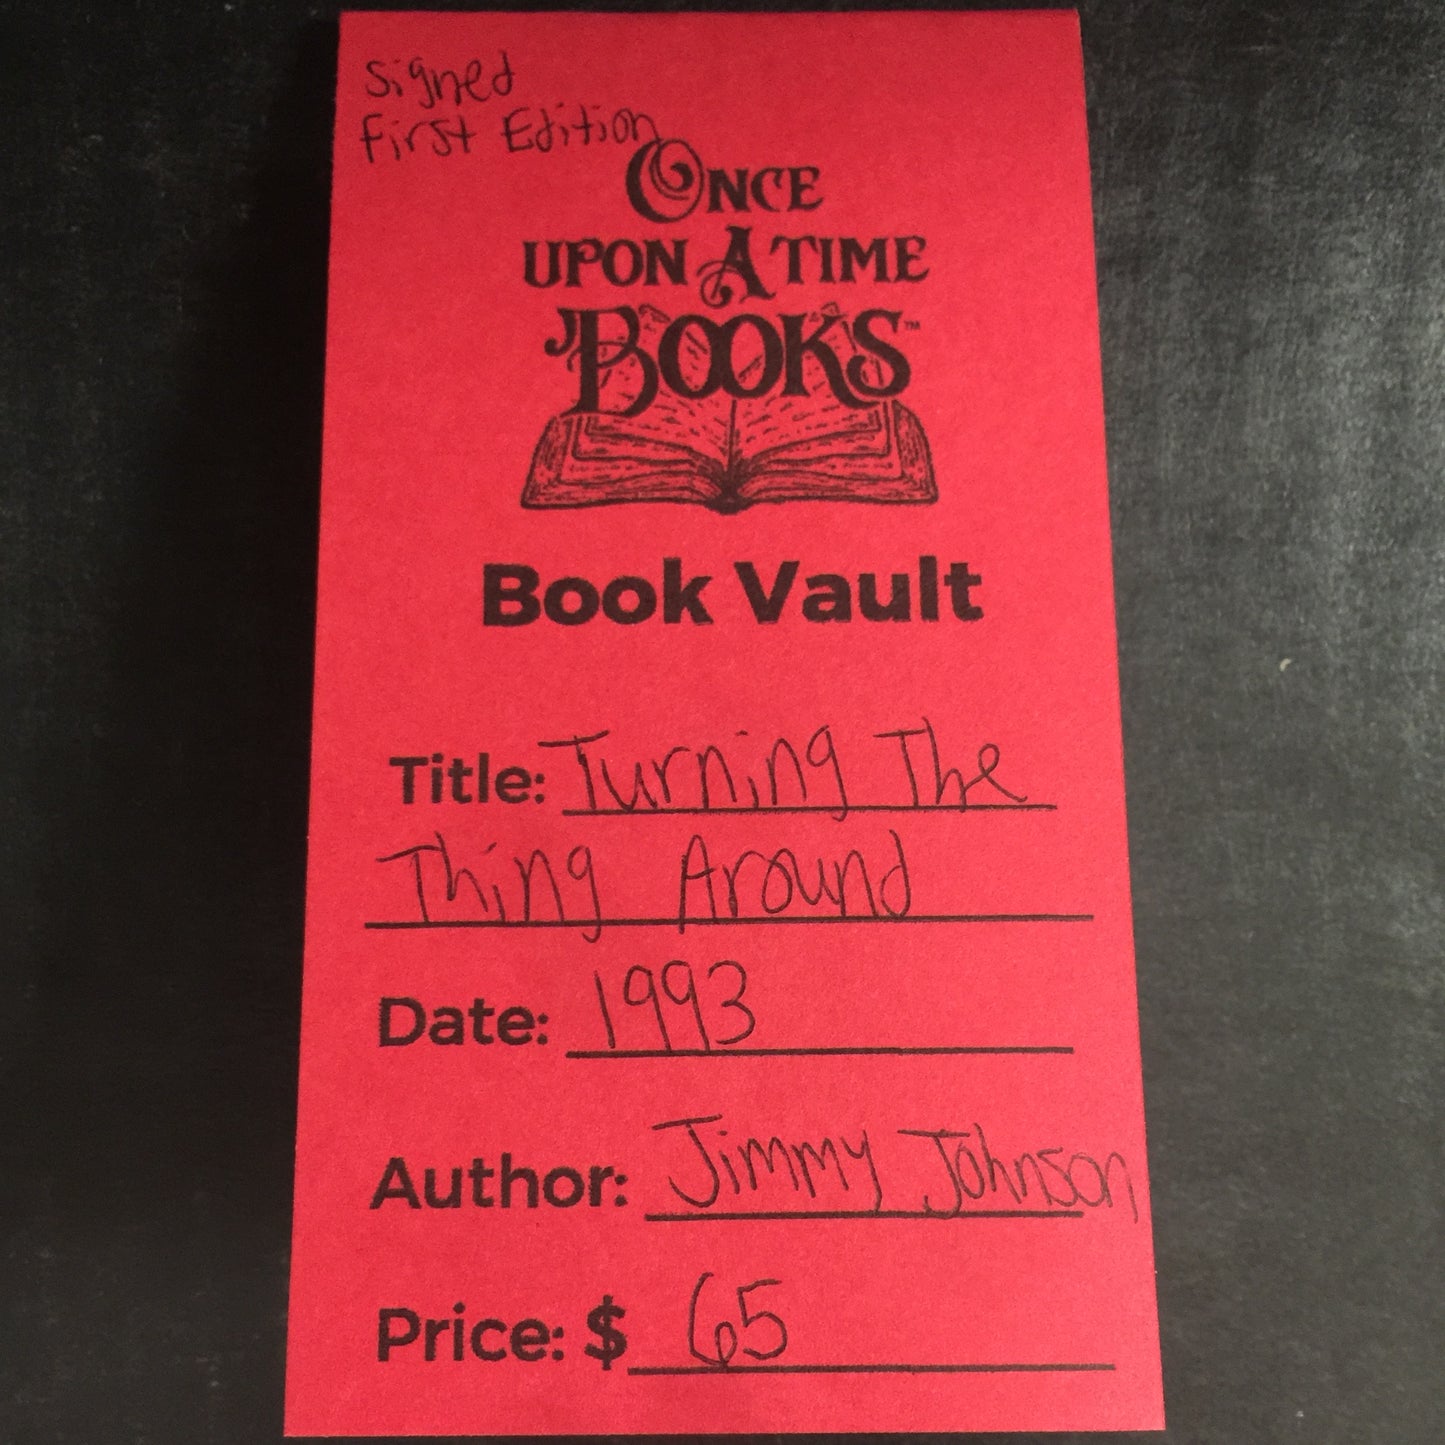 Signed
First Edition
ONCE
UPON A TIME
BOOKS™
Book Vault
Title: Turning The
Thing Around
Date: 1993
Author: Jimmy Johnson
Price: $ 65